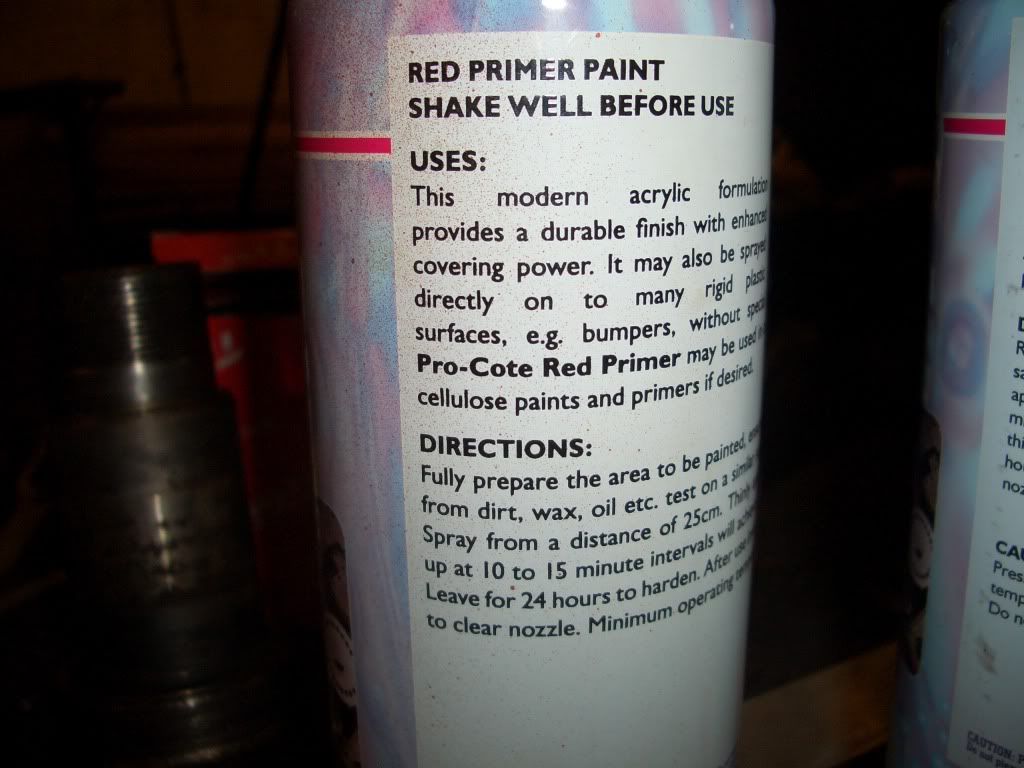 RED PRIMER PAINT
SHAKE WELL BEFORE USE
USES:
This modern acrylic formulation
provides a durable finish with enhanced
covering power. It may also be sprayed
directly on to many rigid plastic
surfaces, e.g. bumpers, without
Pro-Cote Red Primer may be used
cellulose paints and primers if desired.
DIRECTIONS:
Fully prepare the area to be painted,
from dirt, wax, oil etc. test on a similar
Spray from a distance of 25cm. Thinly
up at 10 to 15 minute intervals will
Leave for 24 hours to harden. After use
to clear nozzle. Minimum operating
CAUTION: